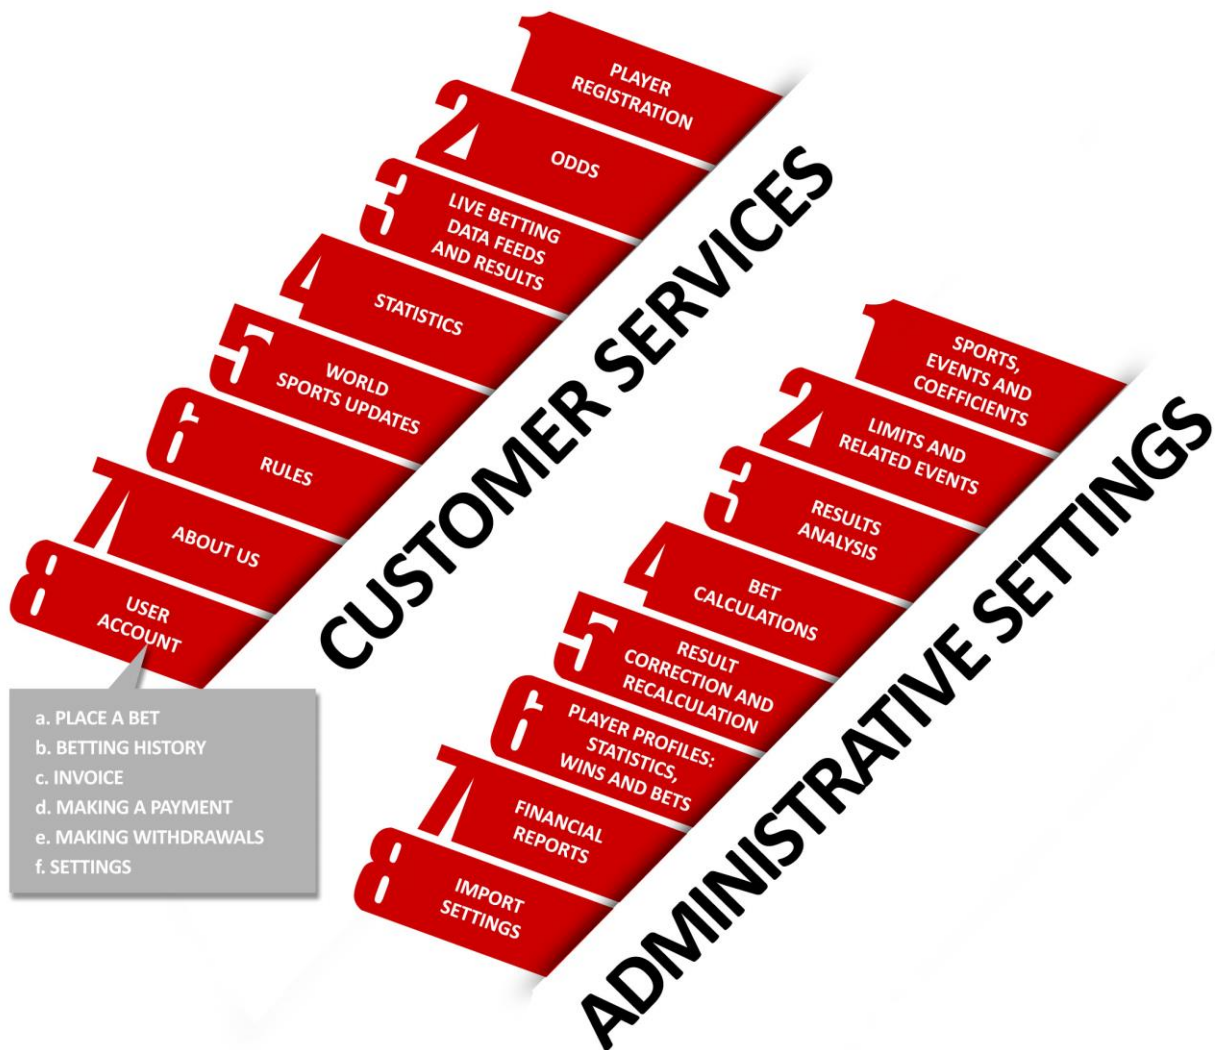 1
PLAYER
REGISTRATION
2
ODDS
3
LIVE BETTING
DATA FEEDS
AND RESULTS
4
STATISTICS
5
WORLD
SPORTS UPDATES
6
RULES
7
ABOUT US
8
USER
ACCOUNT
CUSTOMER SERVICES
a. PLACE A BET
b. BETTING HISTORY
c. INVOICE
d. MAKING A PAYMENT
e. MAKING WITHDRAWALS
f. SETTINGS
1
SPORTS,
EVENTS AND
COEFFICIENTS
2
LIMITS AND
RELATED EVENTS
3
RESULTS
ANALYSIS
4
BET
CALCULATIONS
5
RESULT
CORRECTION AND
RECALCULATION
6
PLAYER PROFILES:
STATISTICS,
WINS AND BETS
7
FINANCIAL
REPORTS
8
IMPORT
SETTINGS
ADMINISTRATIVE SETTINGS